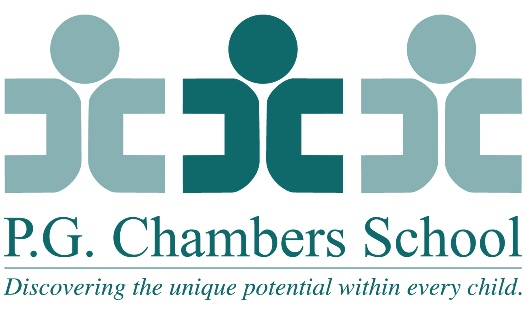 P.G. Chambers School
Discovering the unique potential within every child.